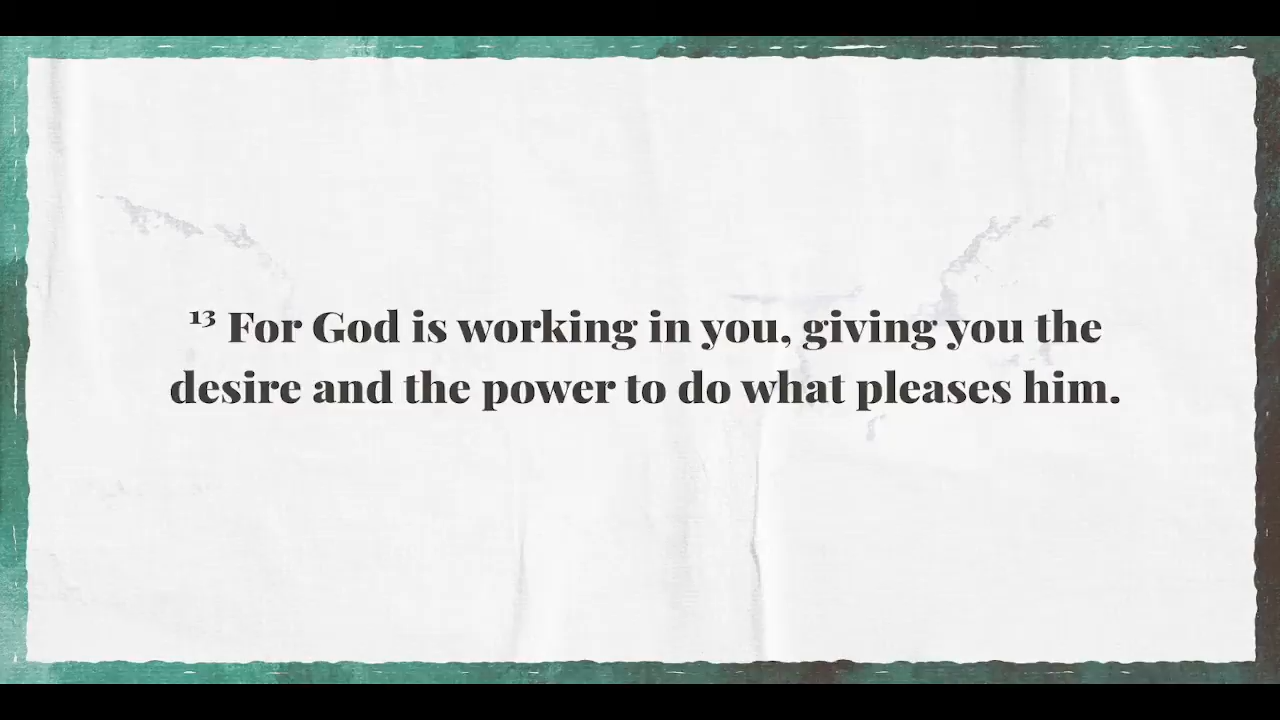 ¹³ For God is working in you, giving you the
desire and the power to do what pleases him.